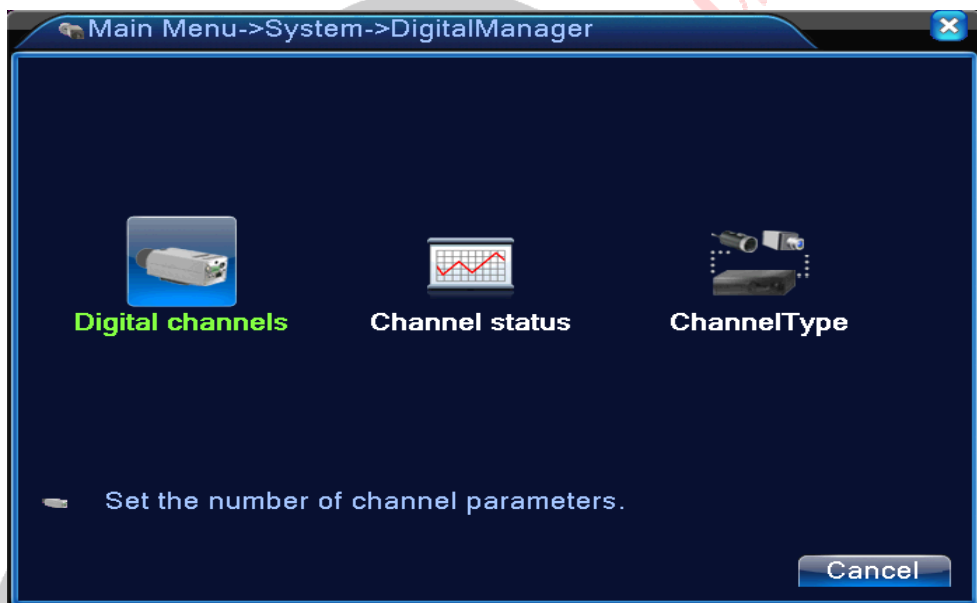 Main Menu->System->DigitalManager
Digital channels
Channel status
ChannelType
Set the number of channel parameters.
Cancel